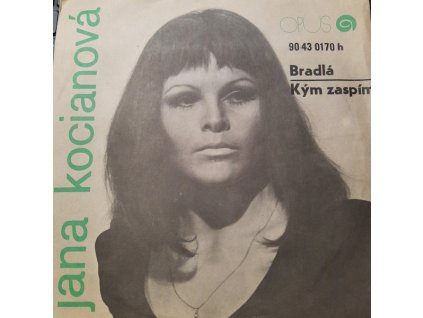 OPUS
90 43 0170 h
Bradlá
Kým zaspím
jana kocianová